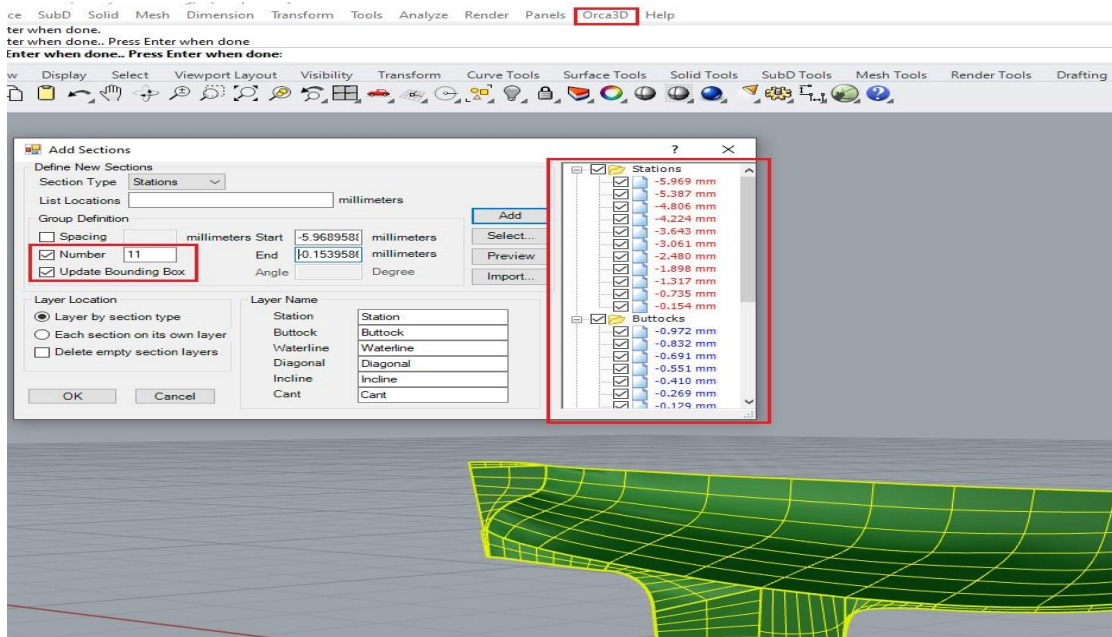 ce SubD Solid Mesh Dimension Transform Tools Analyze Render Panels Orca3D Help
ter when done.
ter when done.. Press Enter when done
Enter when done.. Press Enter when done:
w Display Select Viewport Layout Visibility Transform Curve Tools Surface Tools Solid Tools SubD Tools Mesh Tools Render Tools Drafting
Add Sections ? ×
Define New Sections
Section Type Stations
List Locations millimeters
Group Definition
Add
Spacing millimeters Start -5.9689588 millimeters
Select...
Number 11 End -0.1539586 millimeters
Preview
Update Bounding Box Angle Degree
Import...
Layer Location
Layer by section type
Each section on its own layer
Delete empty section layers
OK Cancel
Layer Name
Station Station
Buttock Buttock
Waterline Waterline
Diagonal Diagonal
Incline Incline
Cant Cant
Stations
-5.969 mm
-5.387 mm
-4.806 mm
-4.224 mm
-3.643 mm
-3.061 mm
-2.480 mm
-1.898 mm
-1.317 mm
-0.735 mm
-0.154 mm
Buttocks
-0.972 mm
-0.832 mm
-0.691 mm
-0.551 mm
-0.410 mm
-0.269 mm
-0.129 mm